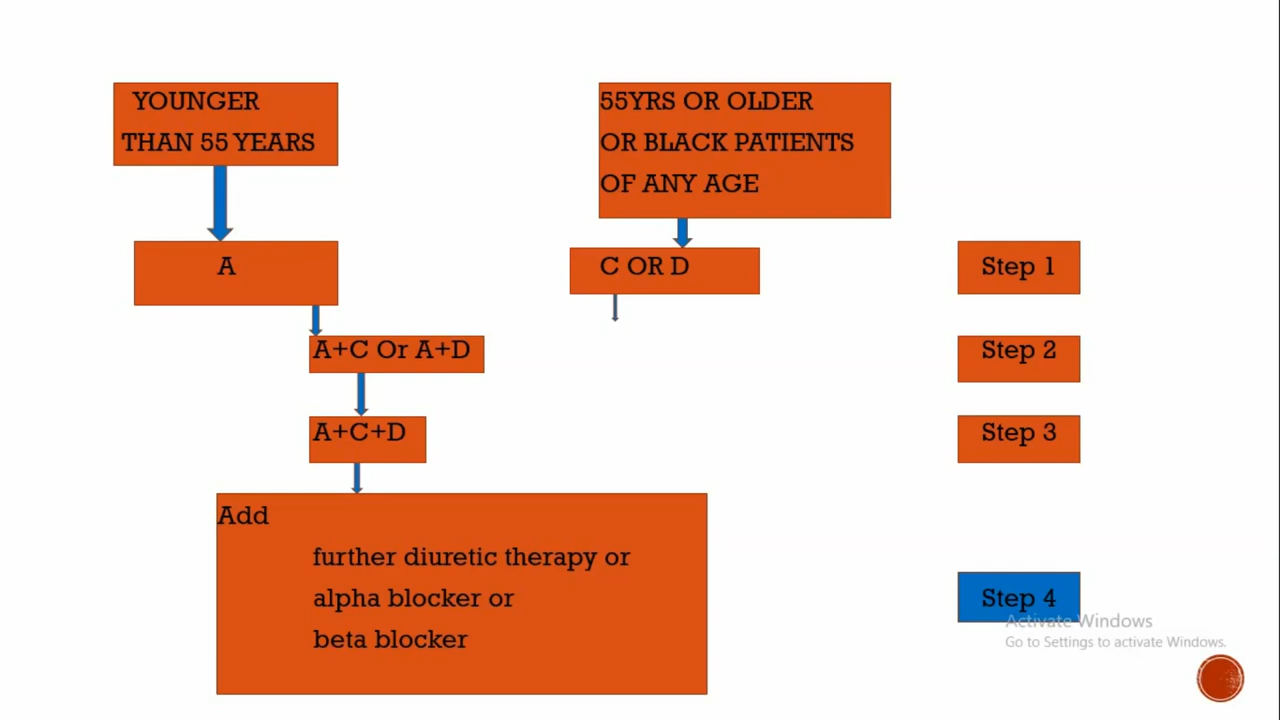 YOUNGER
THAN 55 YEARS
55YRS OR OLDER
OR BLACK PATIENTS
OF ANY AGE
A
C OR D
Step 1
A+C Or A+D
Step 2
A+C+D
Step 3
Add
further diuretic therapy or
alpha blocker or
beta blocker
Step 4
Activate Windows
Go to Settings to activate Windows.